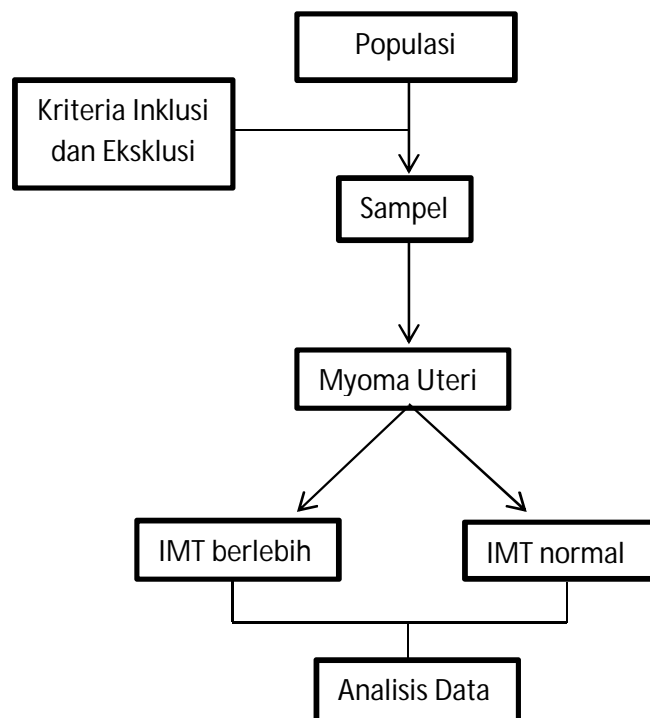 Populasi
Kriteria Inklusi
dan Eksklusi
Sampel
Myoma Uteri
IMT berlebih
IMT normal
Analisis Data